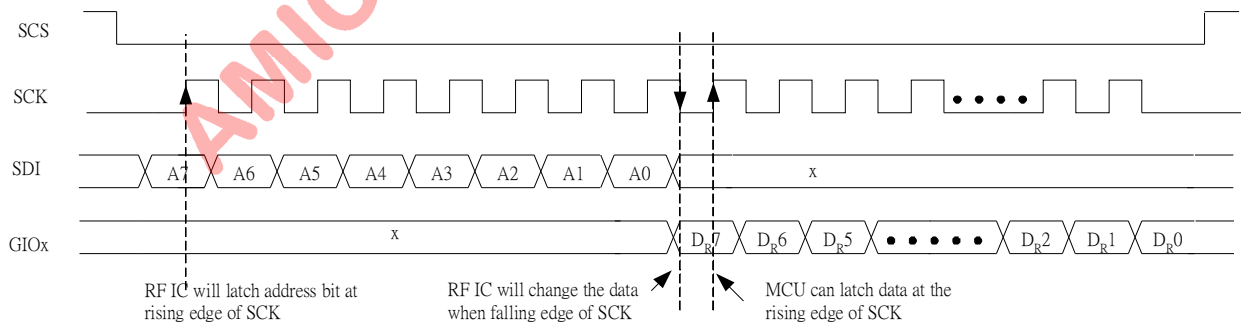 SCS
SCK
SDI
A7 A6 A5 A4 A3 A2 A1 A0 x
GIOx
x DR7 DR6 DR5 DR2 DR1 DR0
RF IC will latch address bit at
rising edge of SCK
RF IC will change the data
when falling edge of SCK
MCU can latch data at the
rising edge of SCK
AMIC